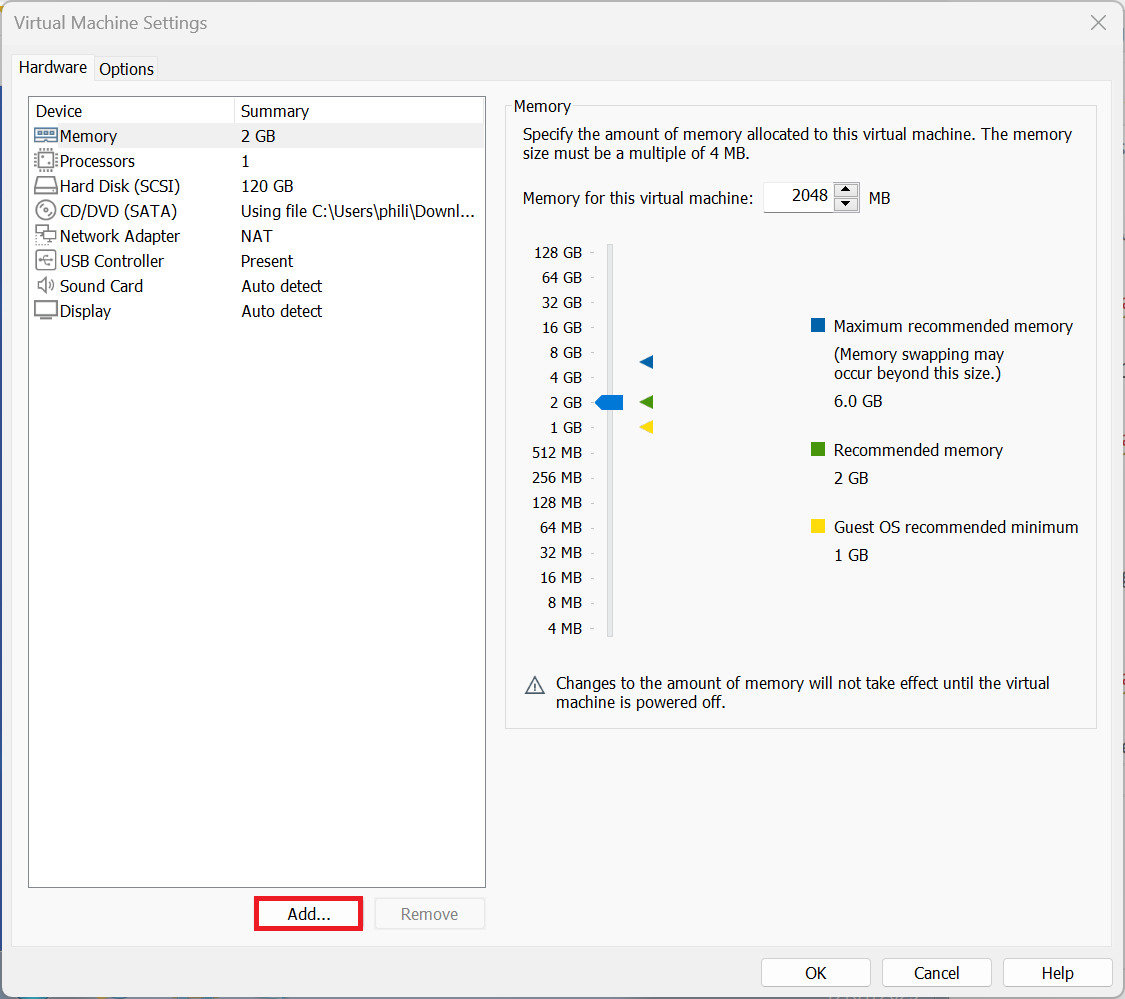 Virtual Machine Settings
Hardware Options
Device Summary
Memory 2 GB
Processors 1
Hard Disk (SCSI) 120 GB
CD/DVD (SATA) Using file C:\Users\phili\Downl...
Network Adapter NAT
USB Controller Present
Sound Card Auto detect
Display Auto detect
Add...
Remove
Memory
Specify the amount of memory allocated to this virtual machine. The memory
size must be a multiple of 4 MB.
Memory for this virtual machine: 2048 MB
128 GB
64 GB
32 GB
16 GB
8 GB
4 GB
2 GB
1 GB
512 MB
256 MB
128 MB
64 MB
32 MB
16 MB
8 MB
4 MB
Maximum recommended memory
(Memory swapping may
occur beyond this size.)
6.0 GB
Recommended memory
2 GB
Guest OS recommended minimum
1 GB
Changes to the amount of memory will not take effect until the virtual
machine is powered off.
OK
Cancel
Help